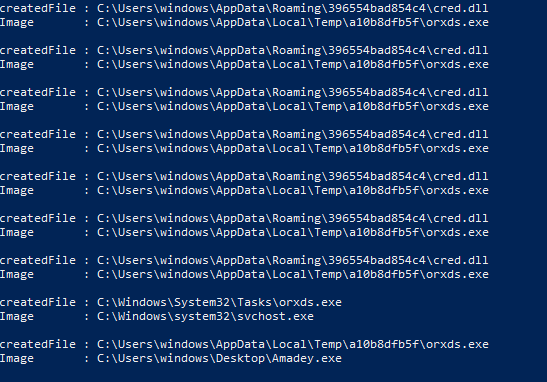 createdFile : C:\Users\windows\AppData\Roaming\396554bad854c4\cred.dll
Image       : C:\Users\windows\AppData\Local\Temp\a10b8dfb5f\orxds.exe
createdFile : C:\Users\windows\AppData\Roaming\396554bad854c4\cred.dll
Image       : C:\Users\windows\AppData\Local\Temp\a10b8dfb5f\orxds.exe
createdFile : C:\Users\windows\AppData\Roaming\396554bad854c4\cred.dll
Image       : C:\Users\windows\AppData\Local\Temp\a10b8dfb5f\orxds.exe
createdFile : C:\Users\windows\AppData\Roaming\396554bad854c4\cred.dll
Image       : C:\Users\windows\AppData\Local\Temp\a10b8dfb5f\orxds.exe
createdFile : C:\Users\windows\AppData\Roaming\396554bad854c4\cred.dll
Image       : C:\Users\windows\AppData\Local\Temp\a10b8dfb5f\orxds.exe
createdFile : C:\Users\windows\AppData\Roaming\396554bad854c4\cred.dll
Image       : C:\Users\windows\AppData\Local\Temp\a10b8dfb5f\orxds.exe
createdFile : C:\Users\windows\AppData\Roaming\396554bad854c4\cred.dll
Image       : C:\Users\windows\AppData\Local\Temp\a10b8dfb5f\orxds.exe
createdFile : C:\Windows\System32\Tasks\orxds.exe
Image       : C:\Windows\system32\svchost.exe
createdFile : C:\Users\windows\AppData\Local\Temp\a10b8dfb5f\orxds.exe
Image       : C:\Users\windows\Desktop\Amadey.exe